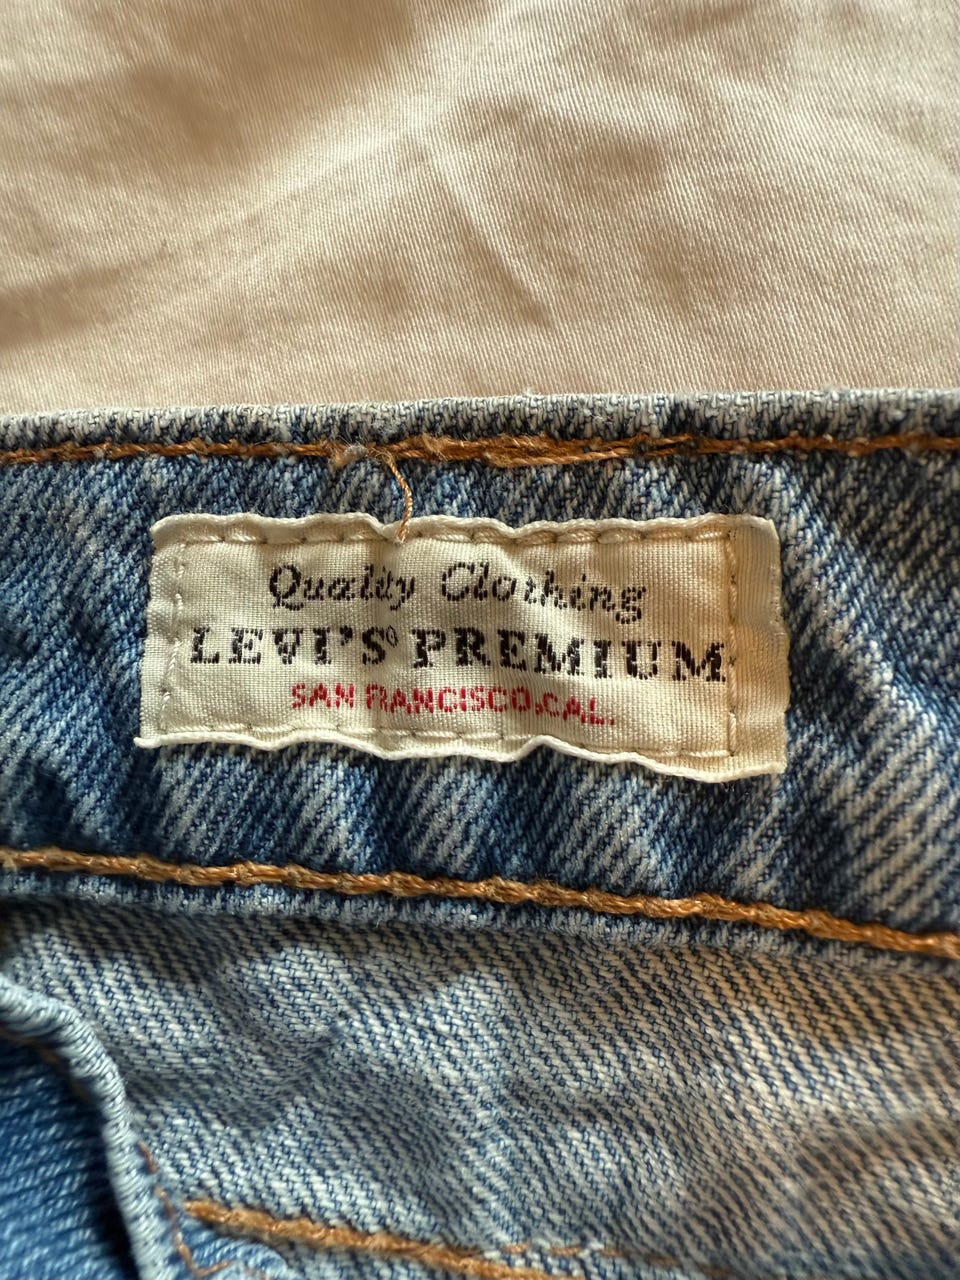 Quality Clothing
LEVI'S® PREMIUM
SAN FRANCISCO, CAL.